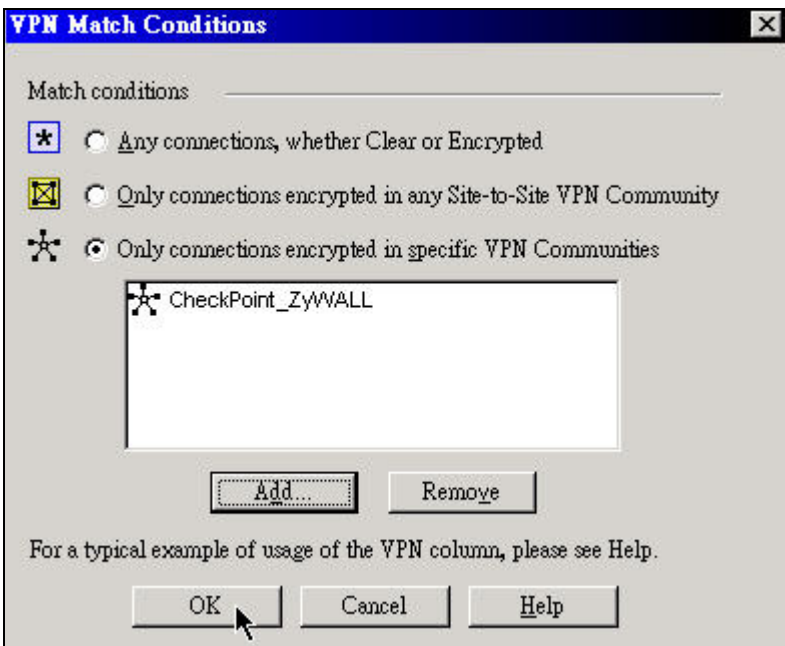 VPN Match Conditions
Match conditions
Any connections, whether Clear or Encrypted
Only connections encrypted in any Site-to-Site VPN Community
Only connections encrypted in specific VPN Communities
CheckPoint_ZyWALL
Add... Remove
For a typical example of usage of the VPN column, please see Help.
OK Cancel Help